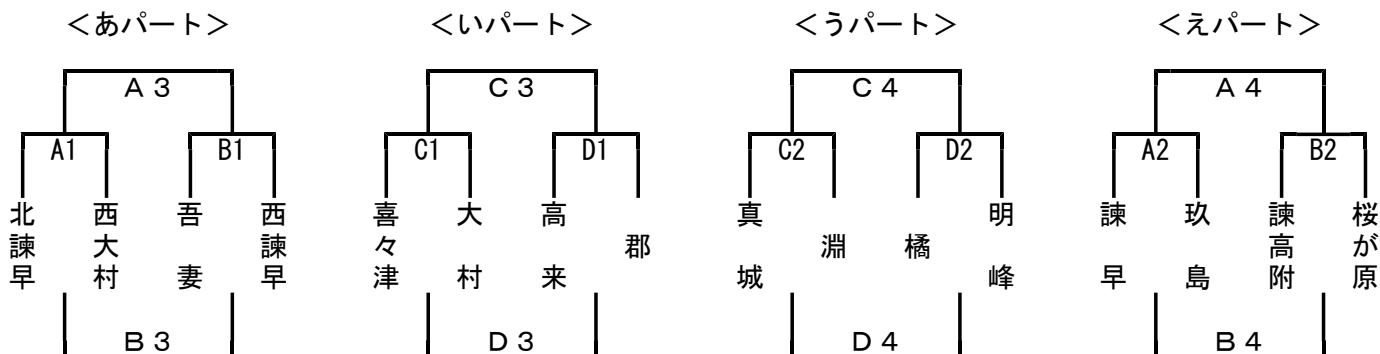 ＜あパート＞ ＜いパート＞ ＜うパート＞ ＜えパート＞
Ａ３ Ｃ３ Ｃ４ Ａ４
A1 B1 C1 D1 C2 D2 A2 B2
北諫早 西大村 吾妻 西諫早 喜々津 大村 高来 郡 真城 淵 橘 明峰 諫早 玖島 諫高附 桜が原
Ｂ３ Ｄ３ Ｄ４ Ｂ４